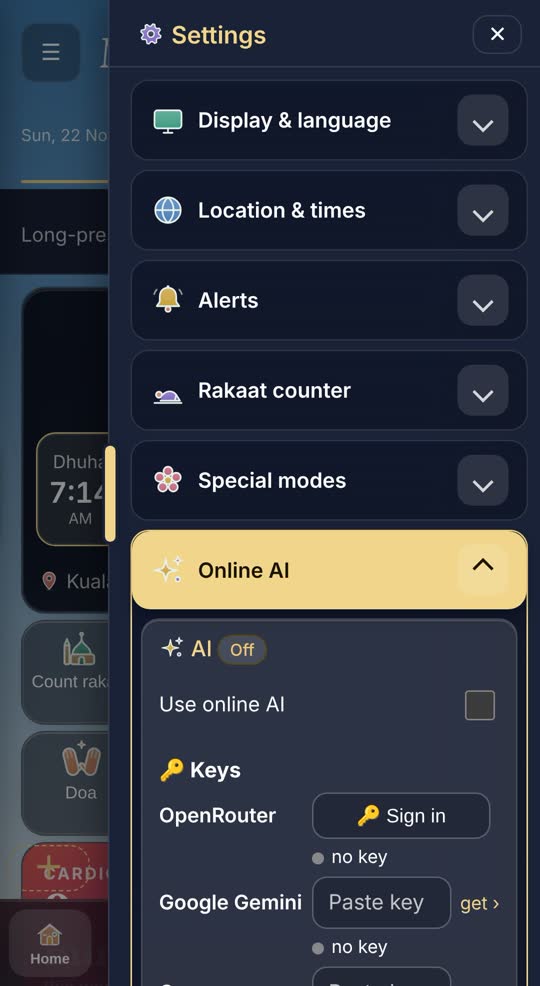 Settings
Sun, 22 No
Display & language
Location & times
Long-pre
Alerts
Rakaat counter
Special modes
Dhuha
7:14
AM
Online AI
Kual
AI Off
Count rak
Use online AI
Keys
Doa
OpenRouter Sign in
no key
CARDI
Google Gemini Paste key get ›
no key
Home